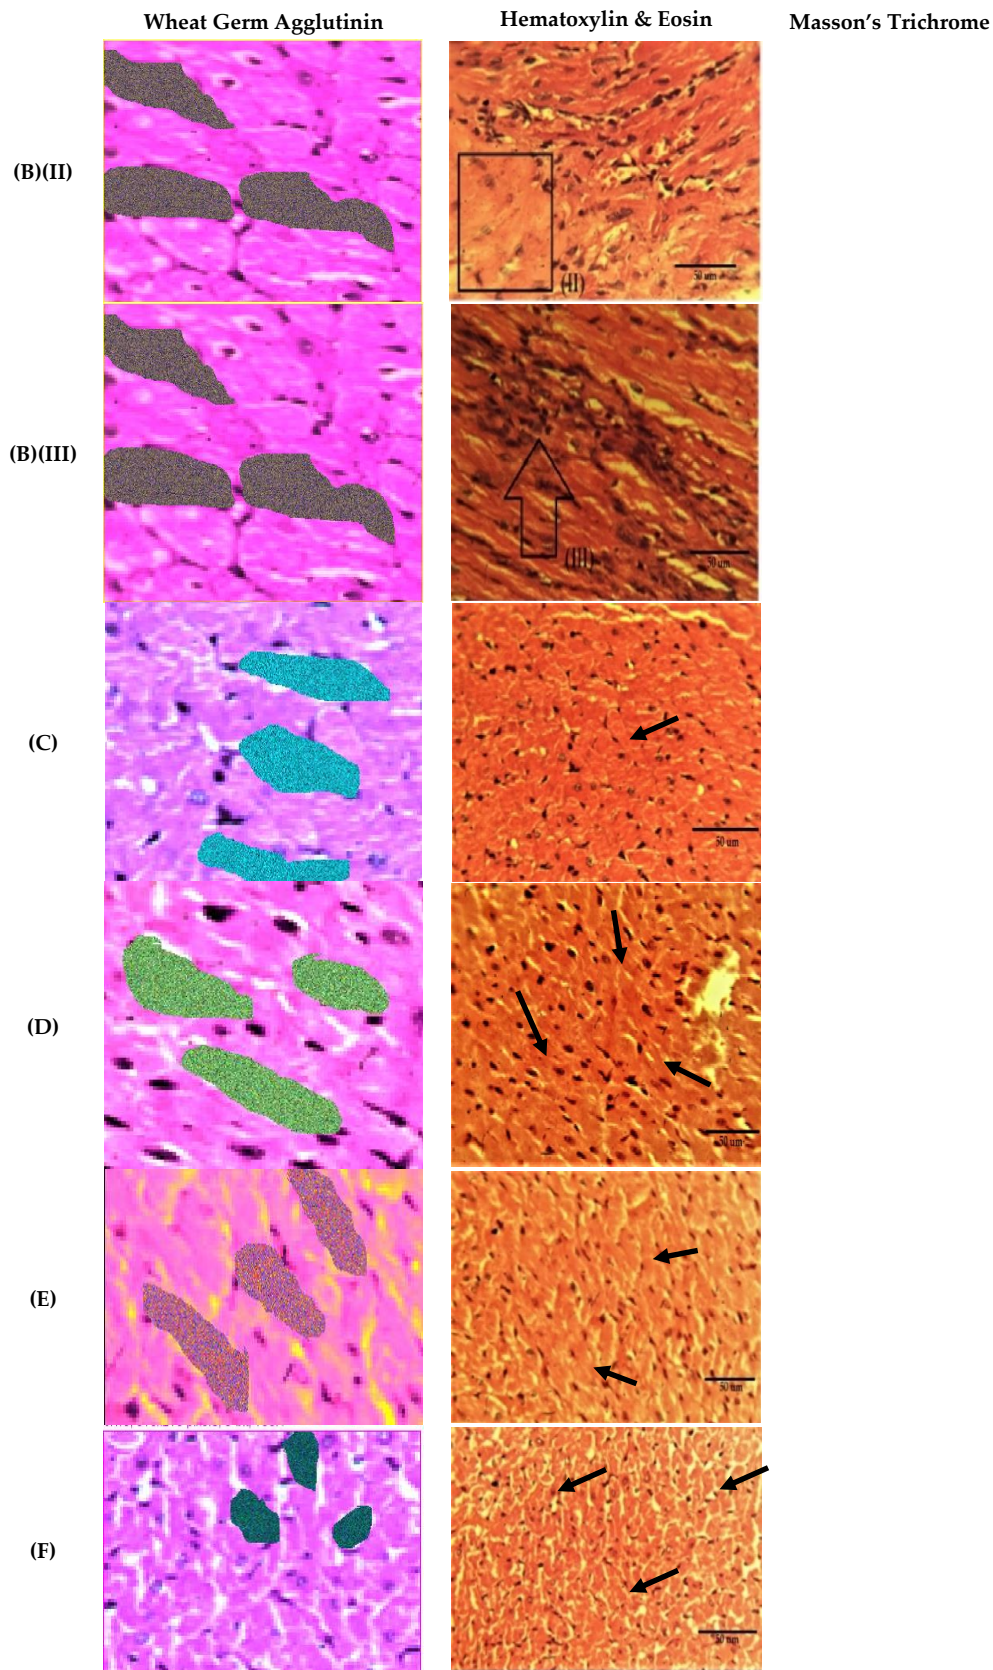 Wheat Germ Agglutinin Hematoxylin & Eosin Masson's Trichrome
(B)(II)
(II)
50 um
(B)(III)
(III)
50 um
(C)
50 um
(D)
50 um
(E)
50 um
(F)
50 um